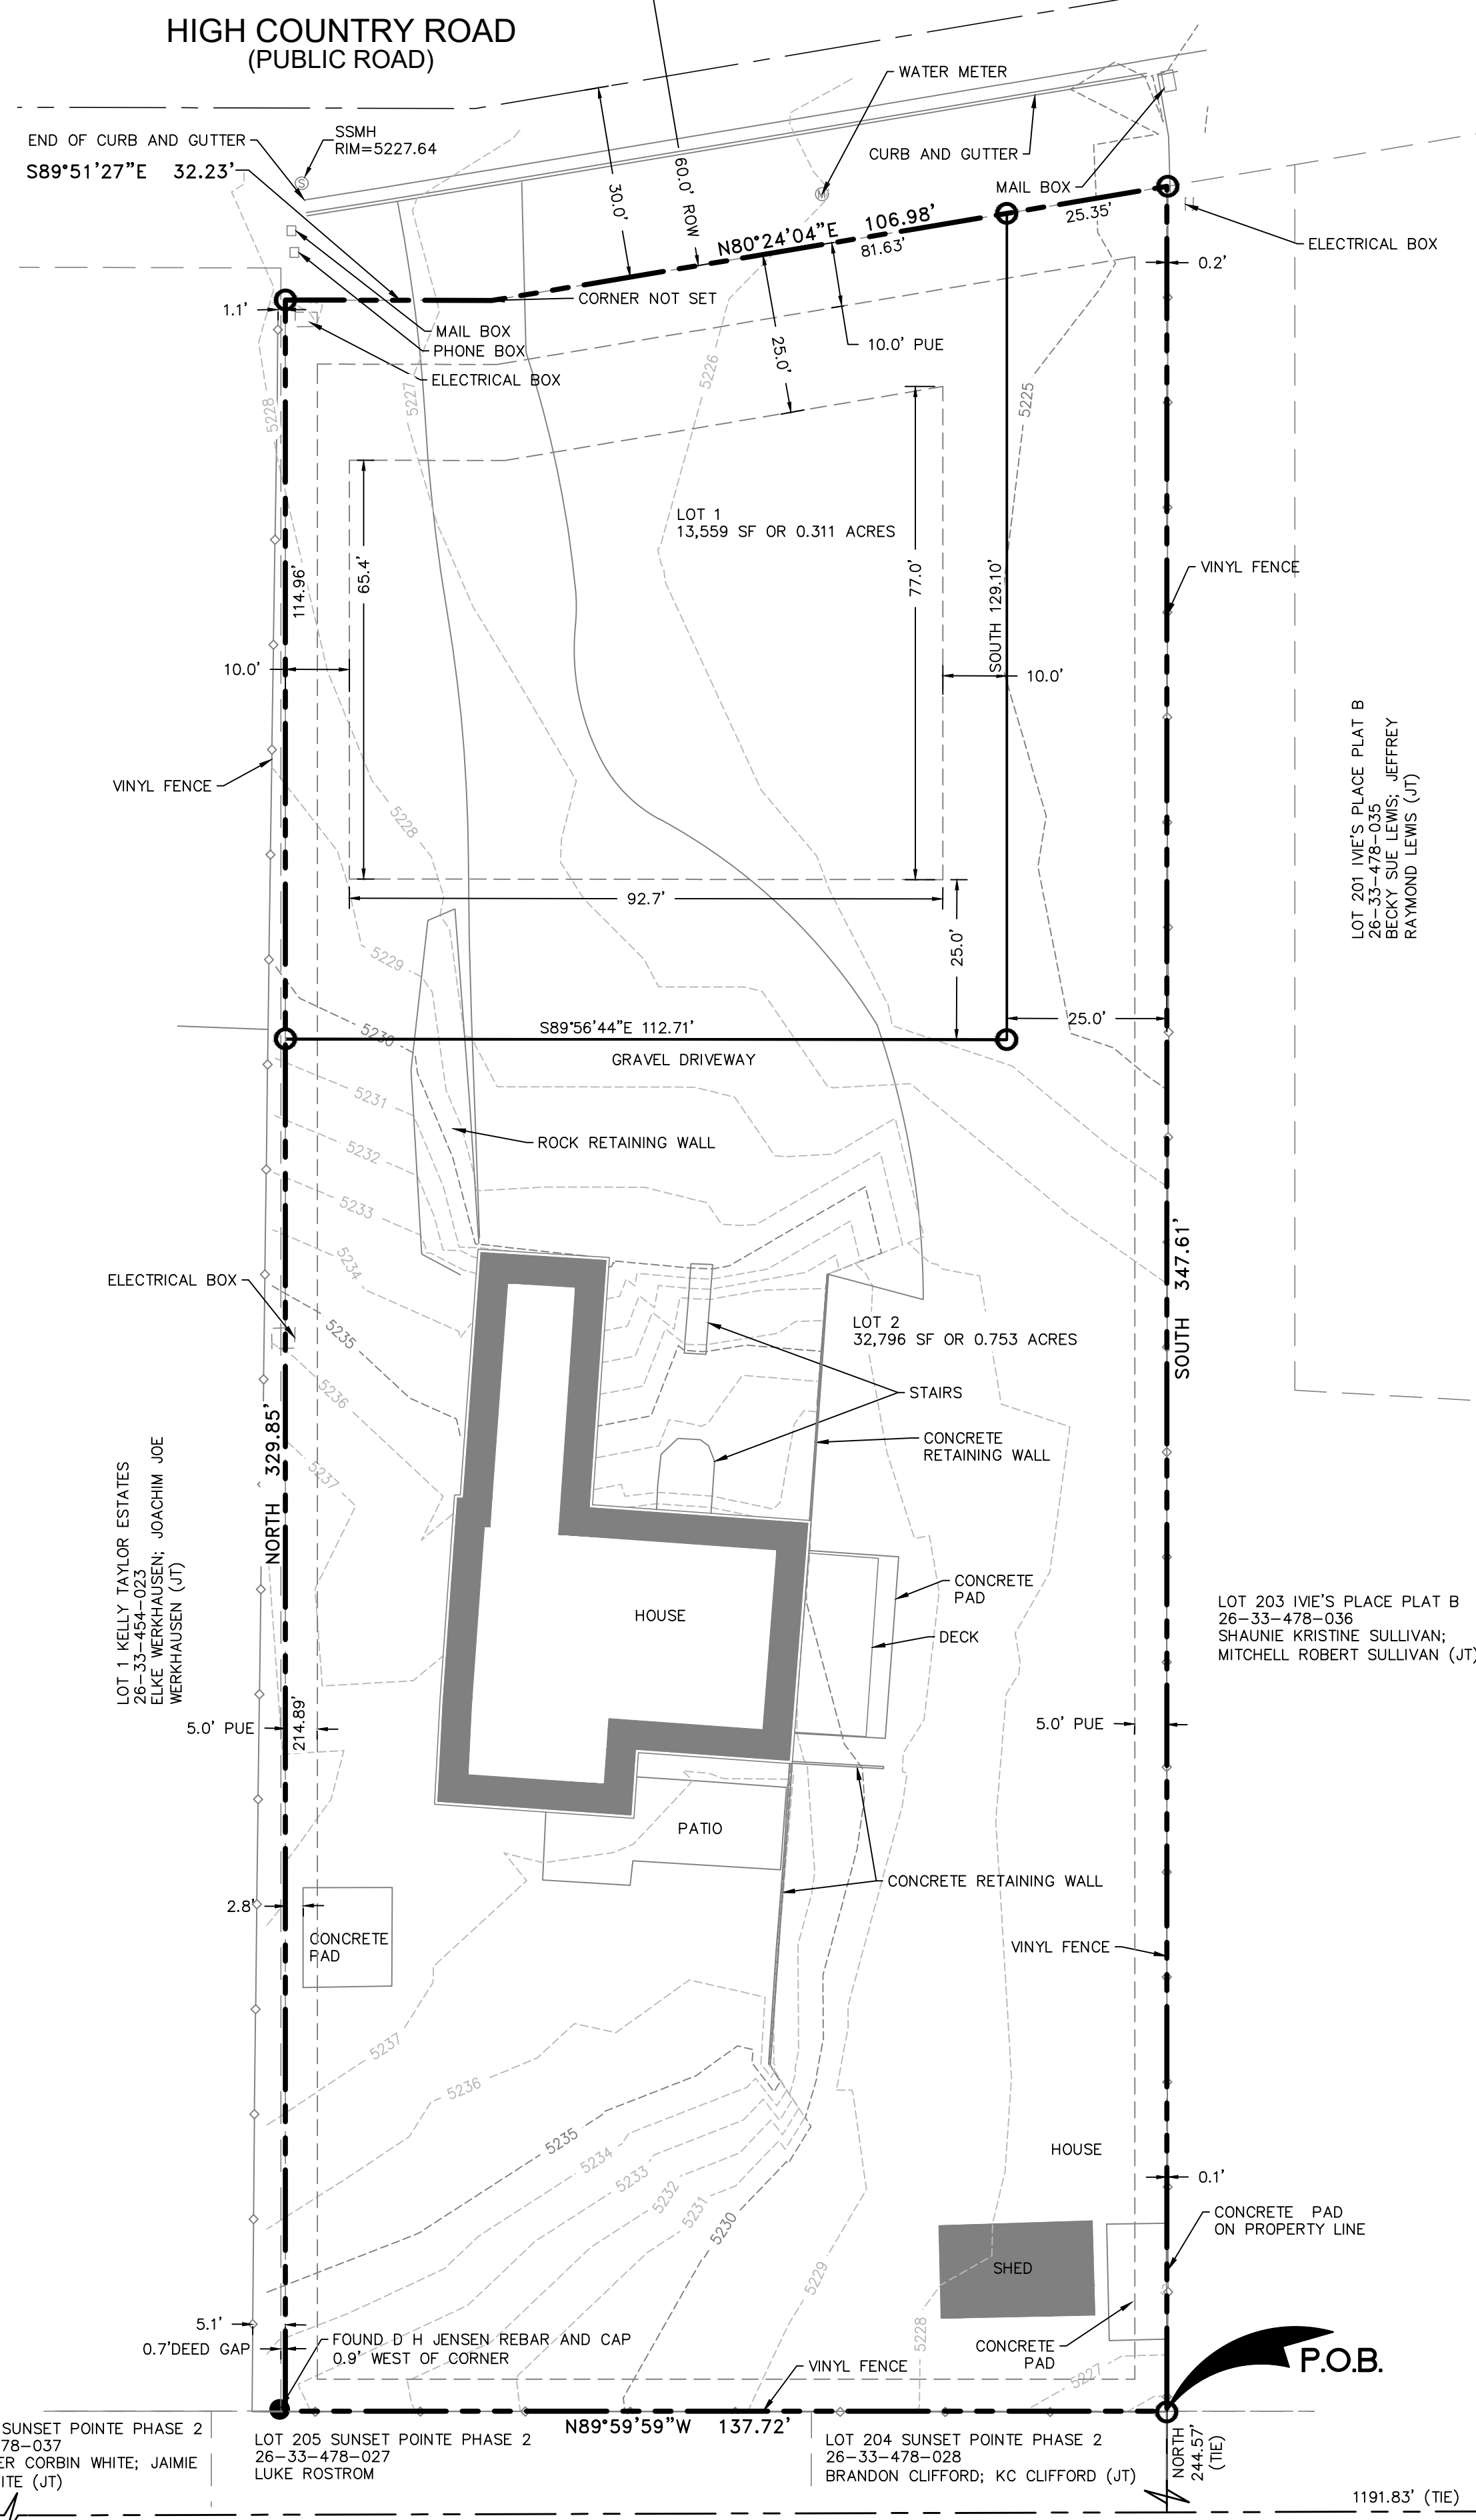 HIGH COUNTRY ROAD
(PUBLIC ROAD)
WATER METER
END OF CURB AND GUTTER
SSMH
RIM=5227.64
S89°51'27"E 32.23'
CURB AND GUTTER
MAIL BOX
30.0'
60.0' ROW
N80°24'04"E 106.98'
81.63'
25.35'
ELECTRICAL BOX
0.2'
CORNER NOT SET
1.1'
MAIL BOX
PHONE BOX
ELECTRICAL BOX
10.0' PUE
25.0'
5228
5227
5226
5225
LOT 1
13,559 SF OR 0.311 ACRES
114.96'
65.4'
77.0'
SOUTH 129.10'
VINYL FENCE
10.0'
10.0'
VINYL FENCE
5228
LOT 201 IVIE'S PLACE PLAT B
26-33-478-035
BECKY SUE LEWIS; JEFFREY
RAYMOND LEWIS (JT)
92.7'
25.0'
5229
5230
S89°56'44"E 112.71'
25.0'
GRAVEL DRIVEWAY
5231
ROCK RETAINING WALL
5232
5233
5234
ELECTRICAL BOX
5235
SOUTH 347.61'
LOT 2
32,796 SF OR 0.753 ACRES
5236
STAIRS
CONCRETE
RETAINING WALL
NORTH 329.85'
5237
LOT 1 KELLY TAYLOR ESTATES
26-33-454-023
ELKE WERKHAUSEN; JOACHIM JOE
WERKHAUSEN (JT)
CONCRETE
PAD
HOUSE
DECK
LOT 203 IVIE'S PLACE PLAT B
26-33-478-036
SHAUNIE KRISTINE SULLIVAN;
MITCHELL ROBERT SULLIVAN (JT)
5.0' PUE
214.89'
5.0' PUE
PATIO
CONCRETE RETAINING WALL
2.8'
CONCRETE
PAD
VINYL FENCE
5237
5236
5235
5234
5233
5232
5231
5230
5229
5228
5227
HOUSE
0.1'
CONCRETE PAD
ON PROPERTY LINE
SHED
5.1'
0.7'DEED GAP
FOUND D H JENSEN REBAR AND CAP
0.9' WEST OF CORNER
CONCRETE
PAD
VINYL FENCE
P.O.B.
N89°59'59"W 137.72'
SUNSET POINTE PHASE 2
78-037
ER CORBIN WHITE; JAIMIE
ITE (JT)
LOT 205 SUNSET POINTE PHASE 2
26-33-478-027
LUKE ROSTROM
LOT 204 SUNSET POINTE PHASE 2
26-33-478-028
BRANDON CLIFFORD; KC CLIFFORD (JT)
NORTH
244.57'
(TIE)
1191.83' (TIE)